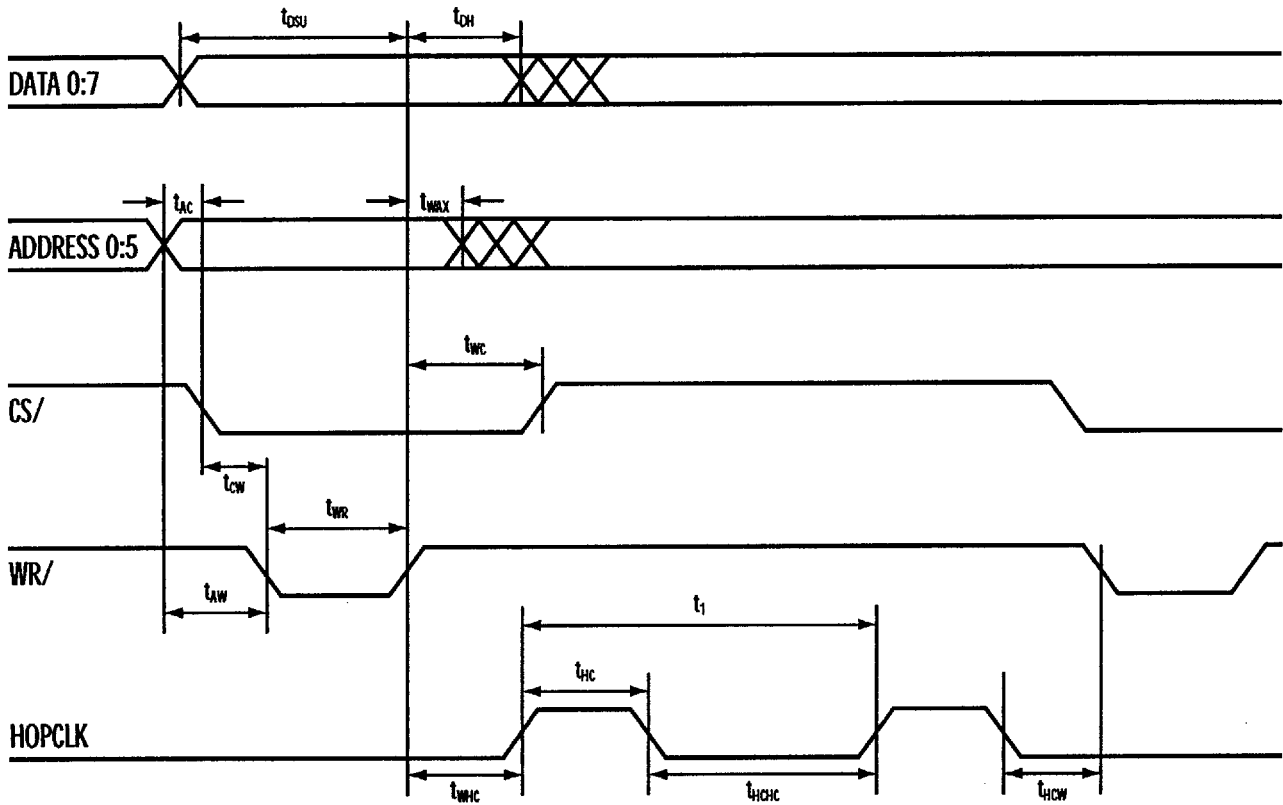 tDSU tDH
DATA 0:7
tAC tWAX
ADDRESS 0:5
tWC
CS/
tCW
tWR
WR/
tAW
t1
tHC
HOPCLK
tWHC tHCHC tHCW